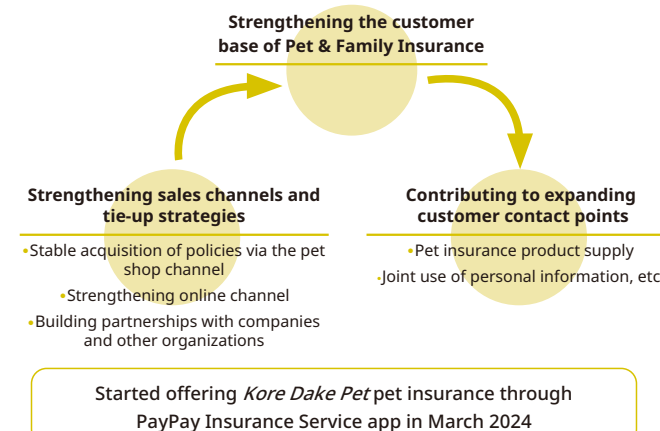 Strengthening the customer
base of Pet & Family Insurance
Strengthening sales channels and
tie-up strategies
•Stable acquisition of policies via the pet
shop channel
•Strengthening online channel
•Building partnerships with companies
and other organizations
Contributing to expanding
customer contact points
•Pet insurance product supply
•Joint use of personal information, etc
Started offering Kore Dake Pet pet insurance through
PayPay Insurance Service app in March 2024